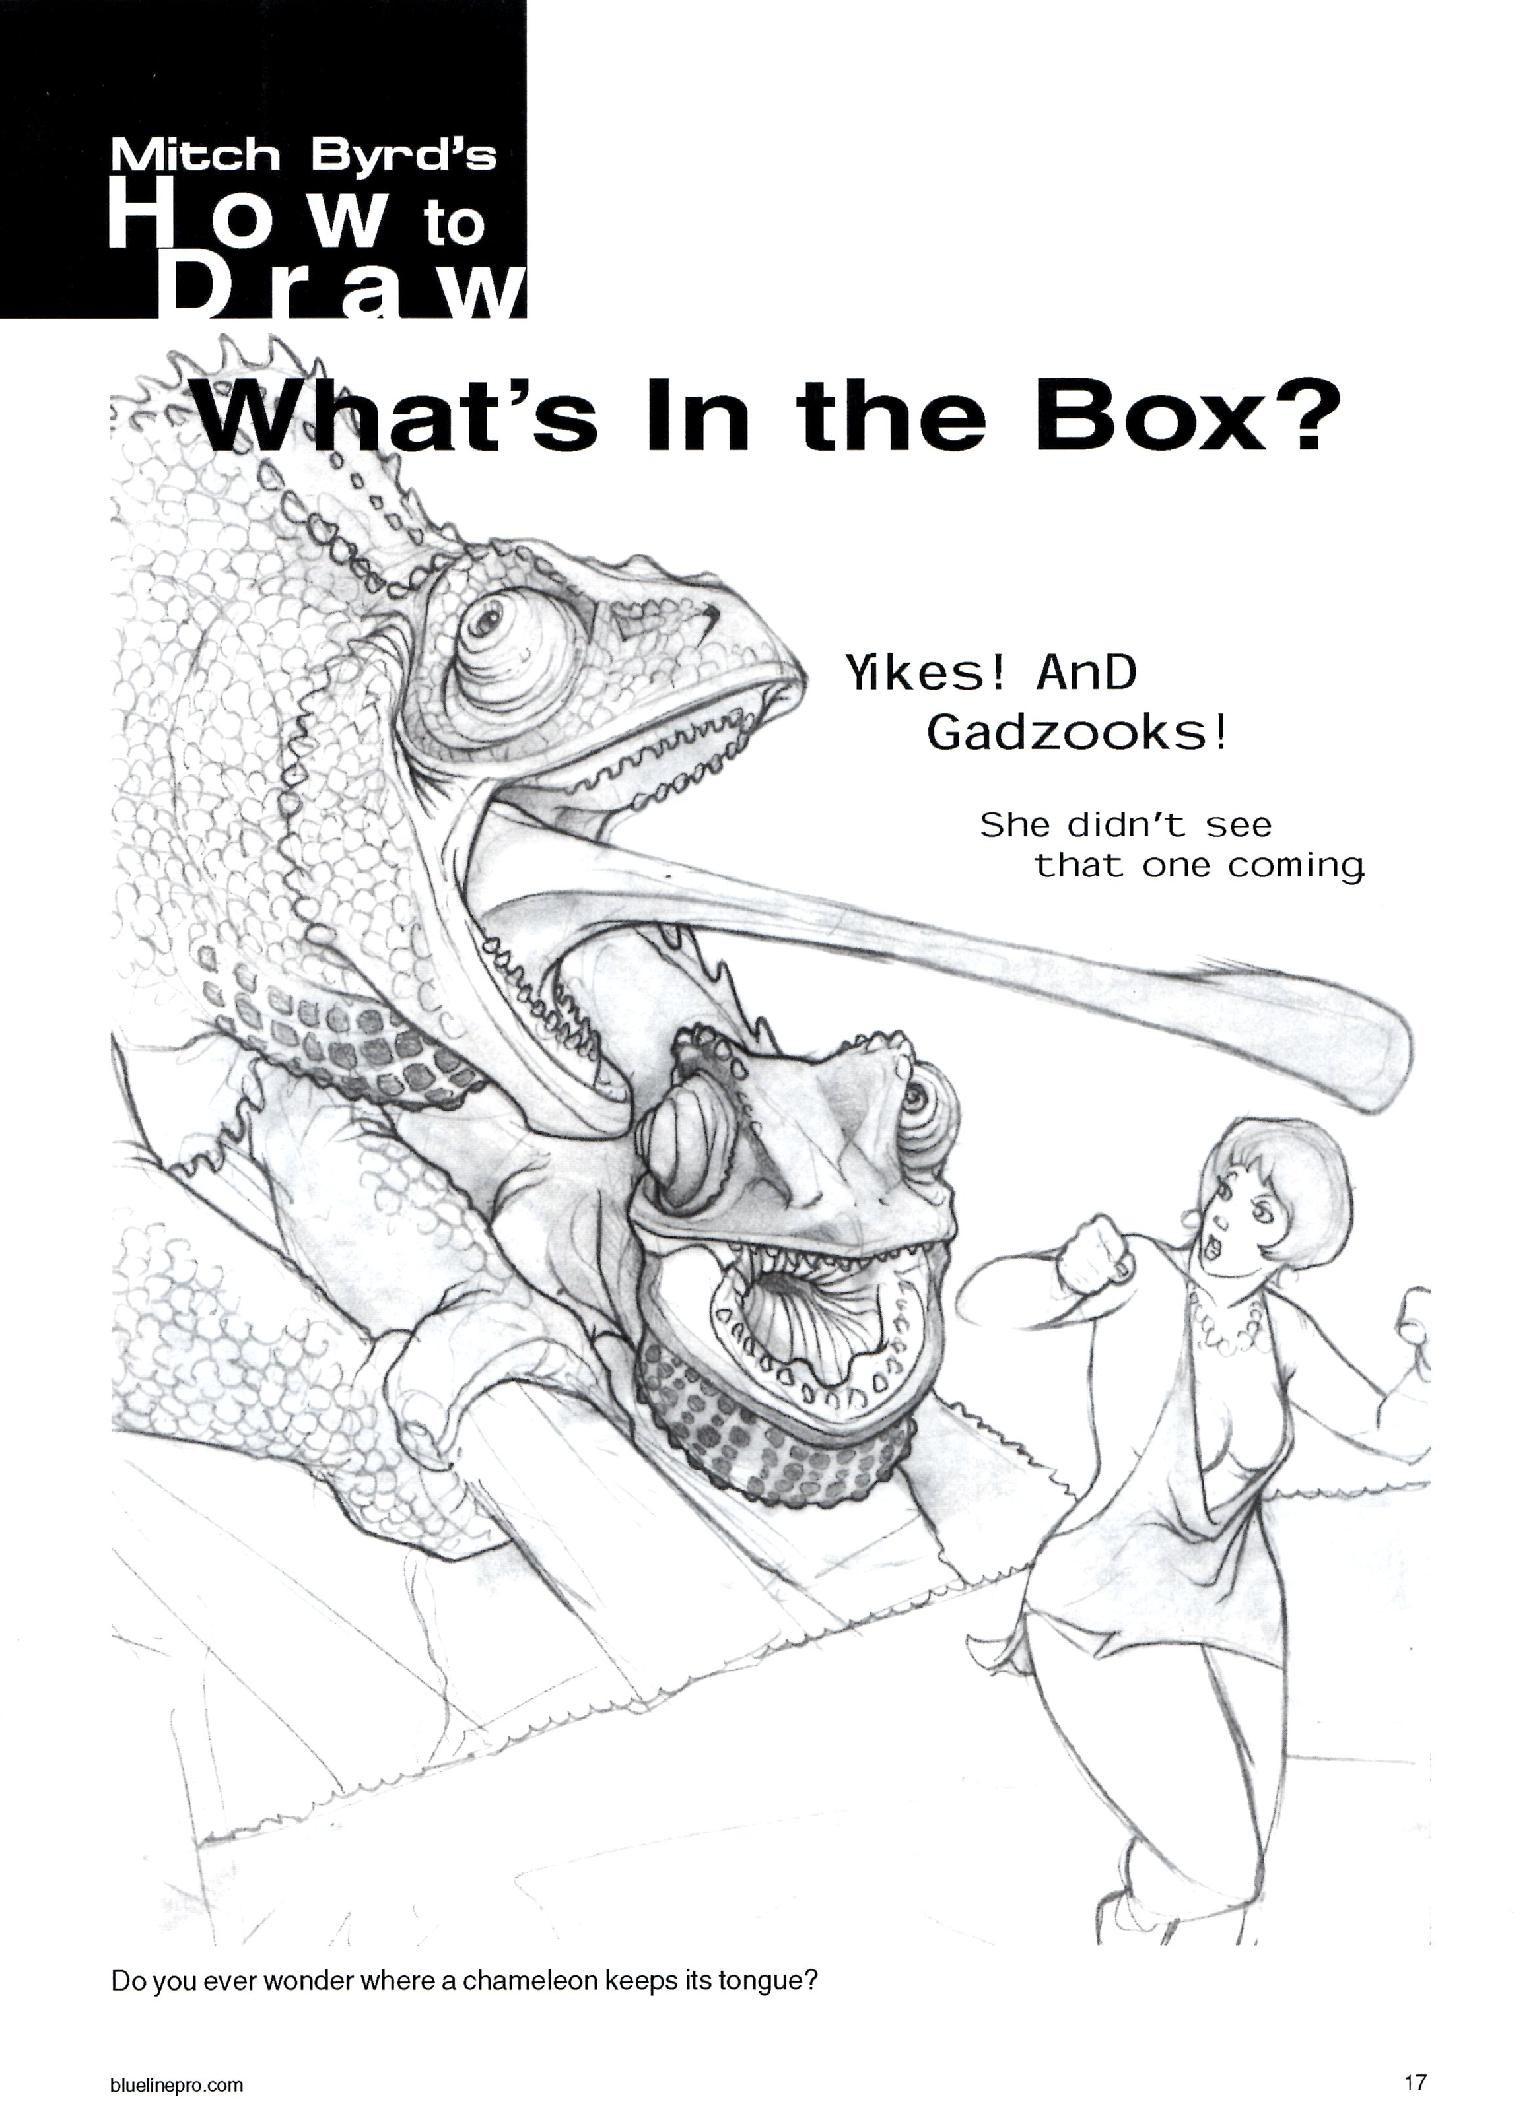 Mitch Byrd's
How to
Draw
What's In the Box?
Yikes! AnD
Gadzooks!
She didn't see
that one coming
Do you ever wonder where a chameleon keeps its tongue?
bluelinepro.com
17